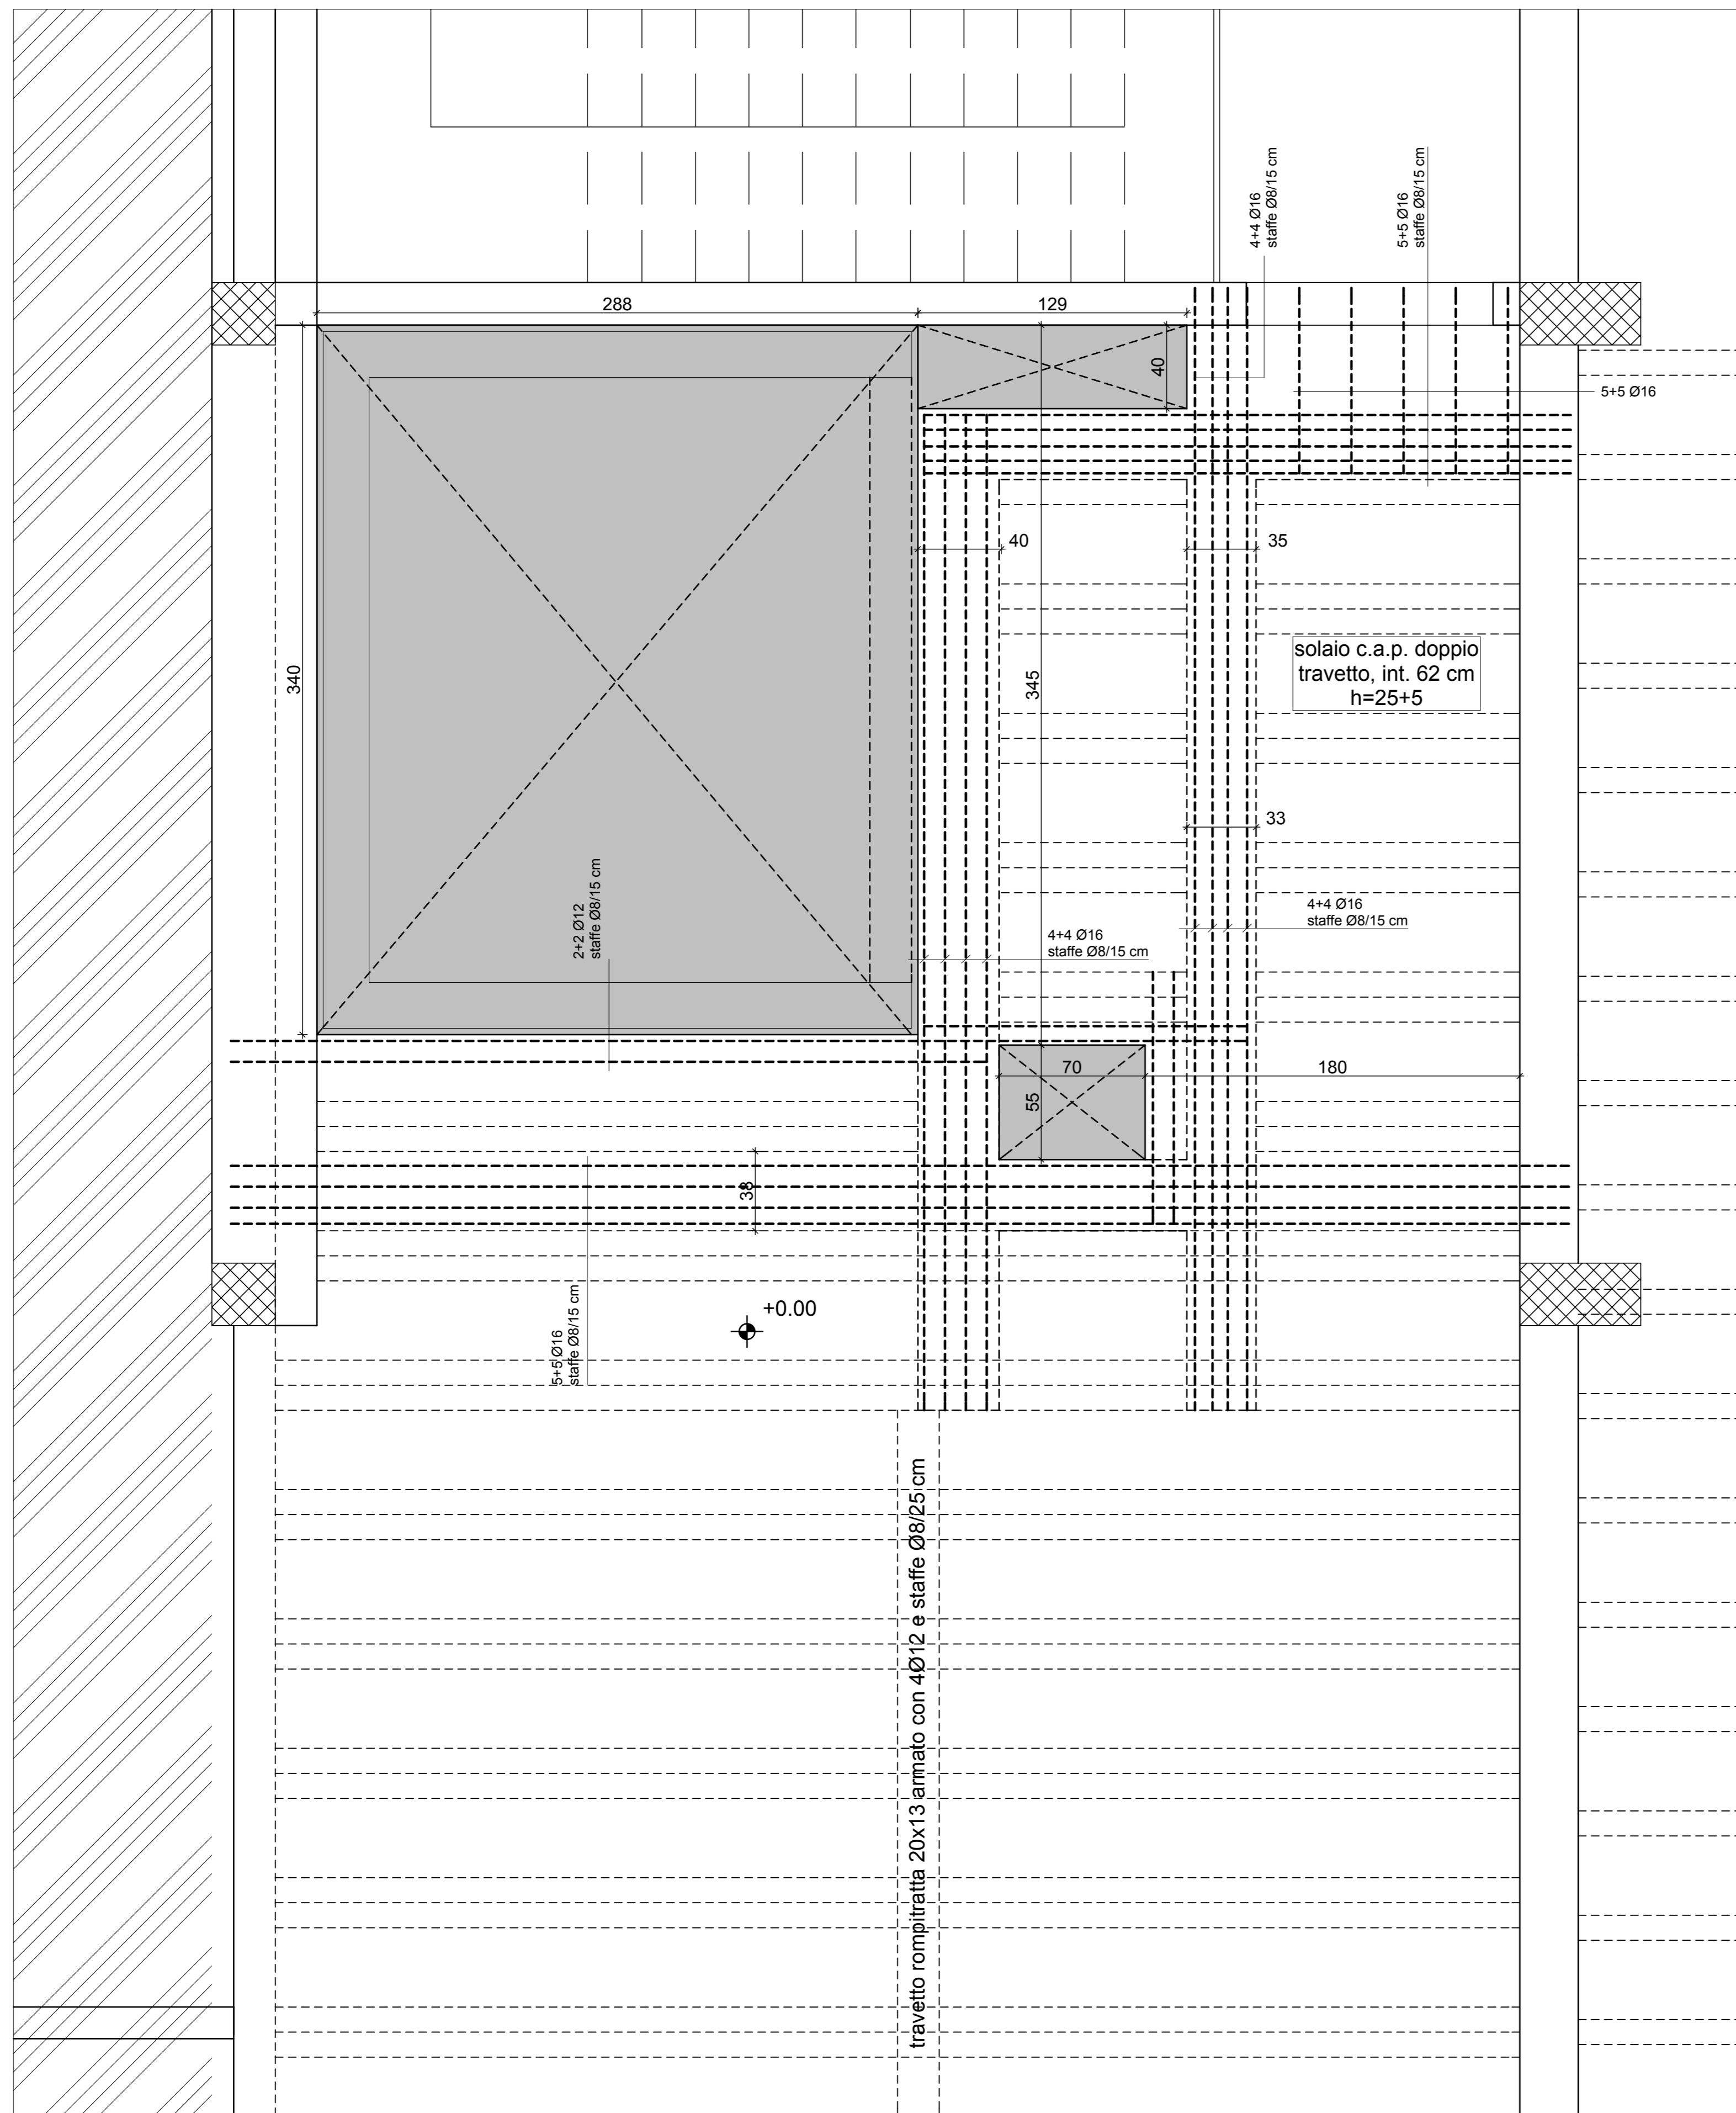 4+4 Ø16
staffe Ø8/15 cm
5+5 Ø16
staffe Ø8/15 cm
288
129
40
5+5 Ø16
40
35
solaio c.a.p. doppio
travetto, int. 62 cm
h=25+5
340
345
33
2+2 Ø12
staffe Ø8/15 cm
4+4 Ø16
staffe Ø8/15 cm
4+4 Ø16
staffe Ø8/15 cm
70
180
55
38
+0.00
5+5 Ø16
staffe Ø8/15 cm
travetto rompitratta 20x13 armato con 4Ø12 e staffe Ø8/25 cm